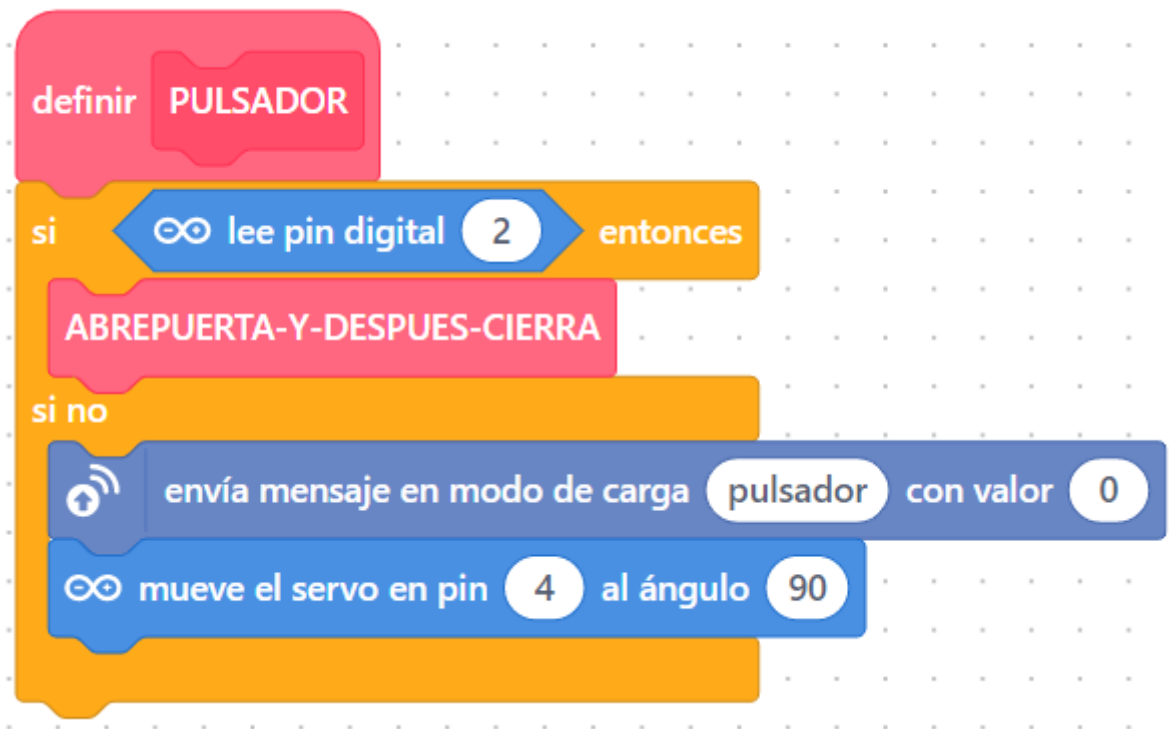 definir PULSADOR
si lee pin digital 2 entonces
ABREPUERTA-Y-DESPUES-CIERRA
si no
envía mensaje en modo de carga pulsador con valor 0
mueve el servo en pin 4 al ángulo 90